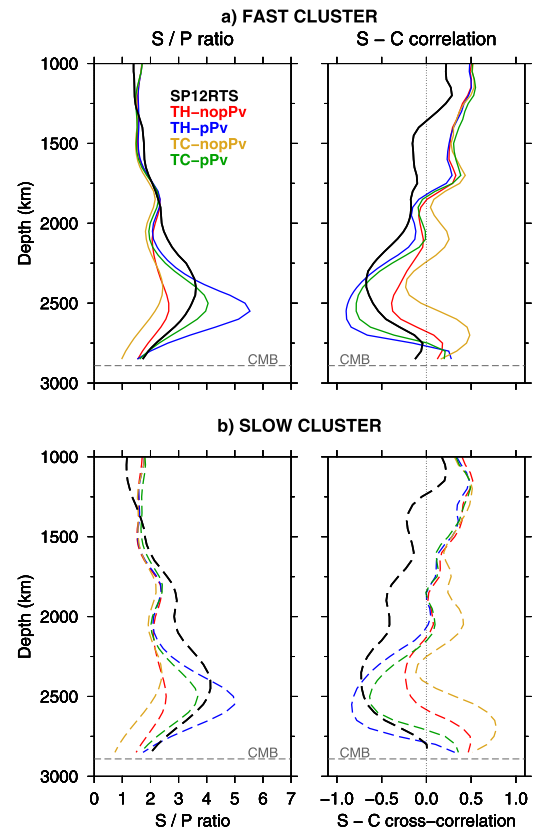 a) FAST CLUSTER
S / P ratio
S − C correlation
1000
1500
2000
2500
3000
Depth (km)
SP12RTS
TH−nopPv
TH−pPv
TC−nopPv
TC−pPv
CMB
CMB
b) SLOW CLUSTER
1000
1500
2000
2500
3000
Depth (km)
CMB
CMB
0 1 2 3 4 5 6 7
−1.0 −0.5 0.0 0.5 1.0
S / P ratio
S − C cross−correlation